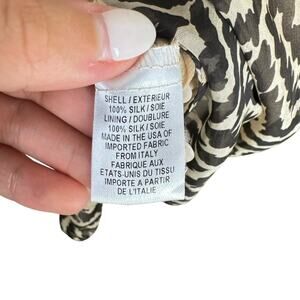 SHELL / EXTERIEUR
100% SILK / SOIE
LINING / DOUBLURE
100% SILK / SOIE
MADE IN THE USA OF
IMPORTED FABRIC
FROM ITALY
FABRIQUE AUX
ETATS-UNIS DU TISSU
IMPORTE A PARTIR
DE L'ITALIE